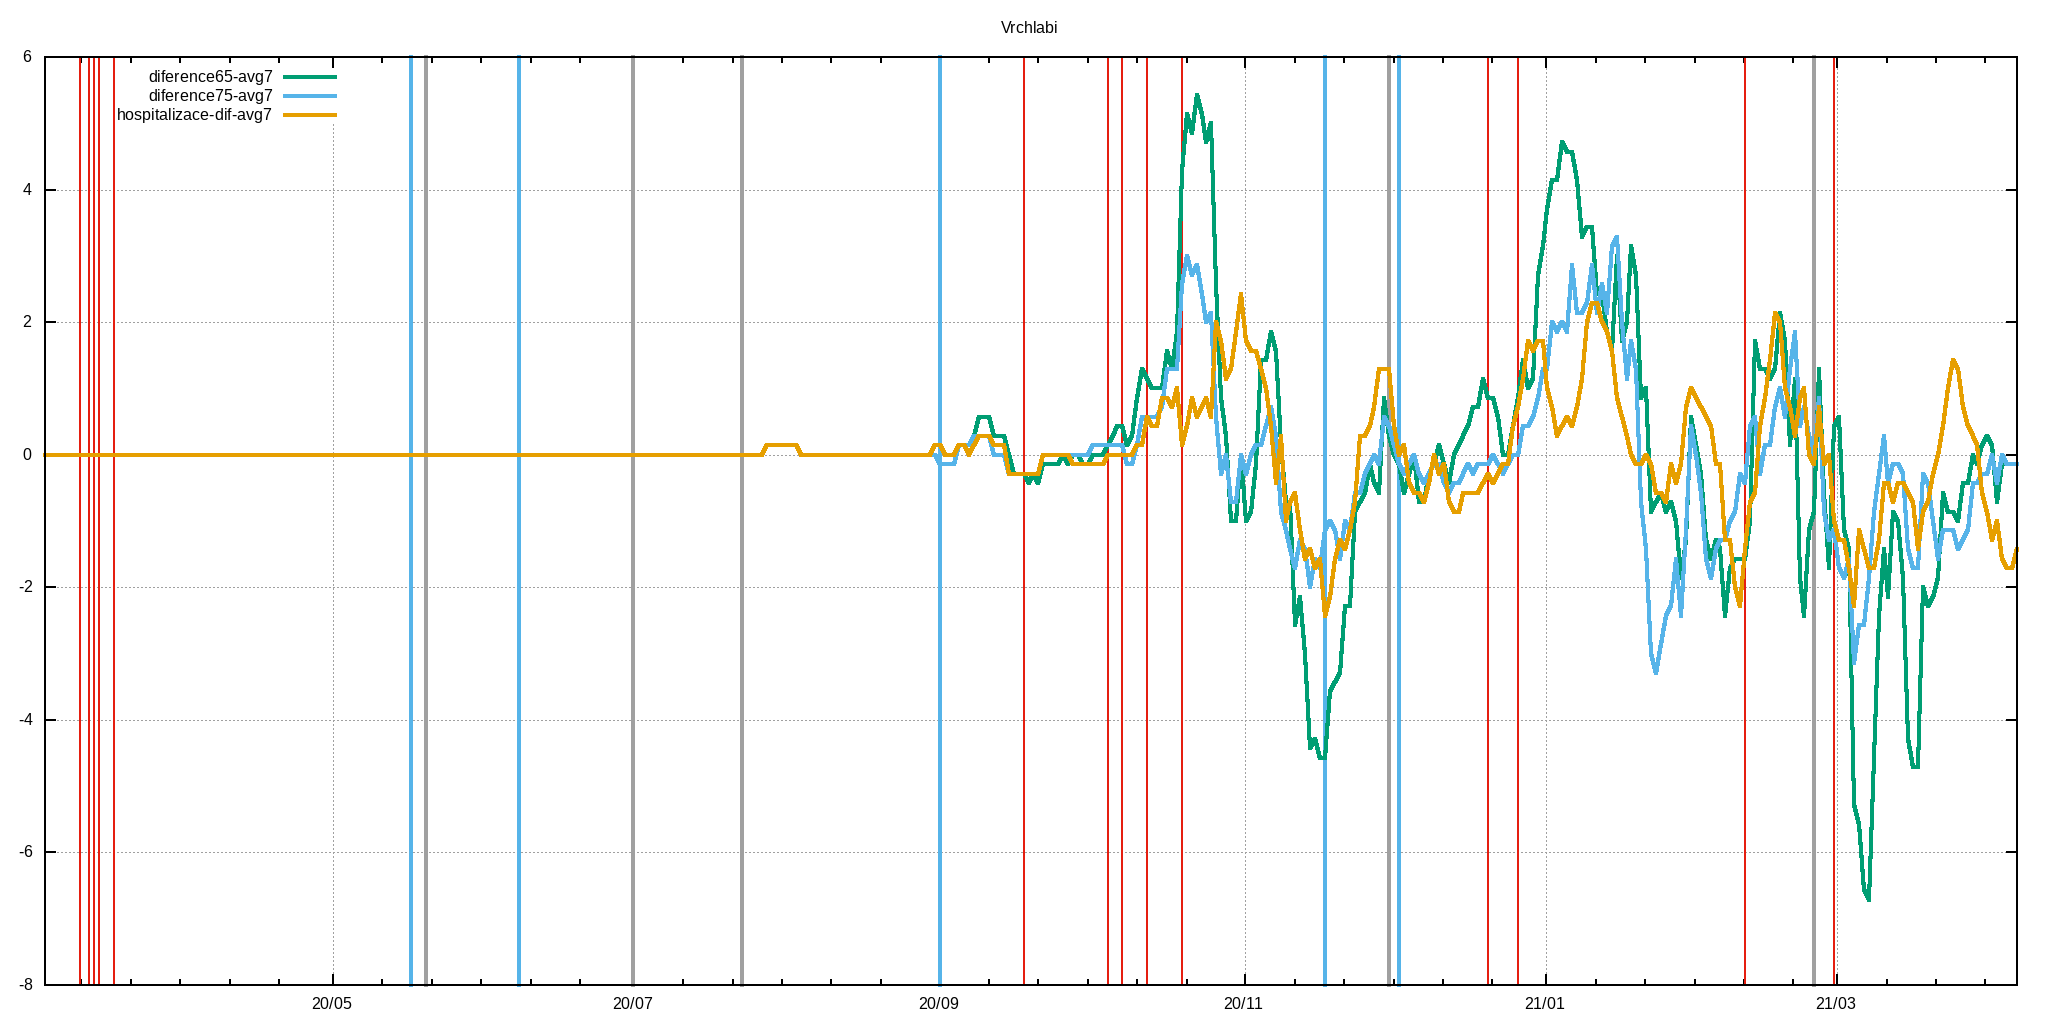 Vrchlabi
6
diference65-avg7
diference75-avg7
hospitalizace-dif-avg7
4
2
0
-2
-4
-6
-8
20/05 20/07 20/09 20/11 21/01 21/03